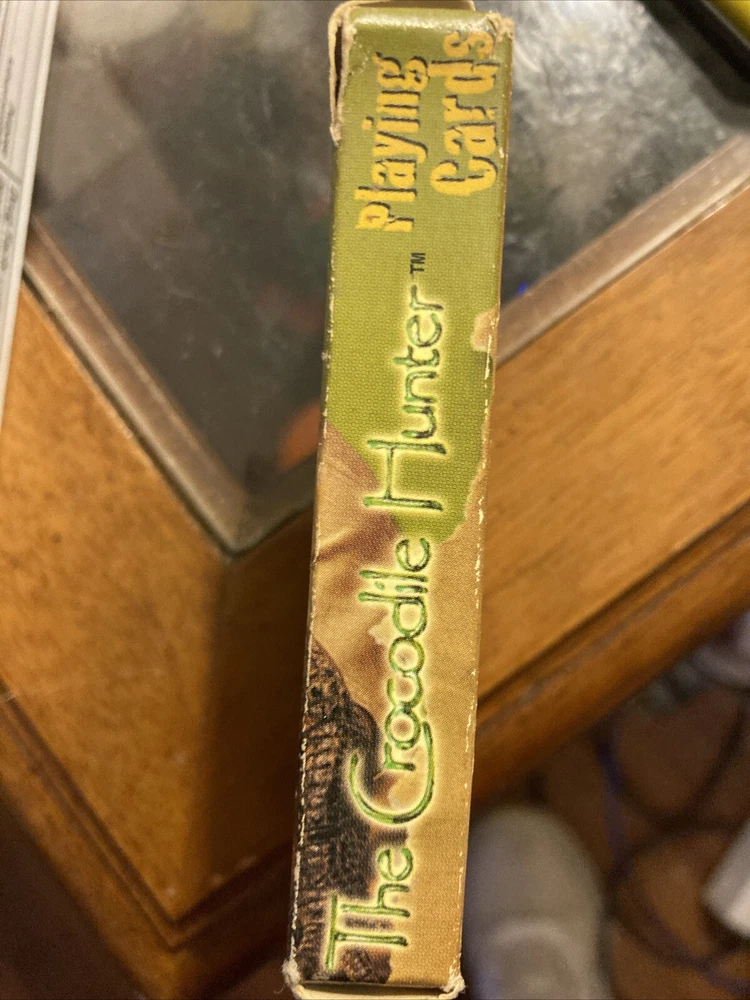 The Crocodile Hunter™
Playing
Cards